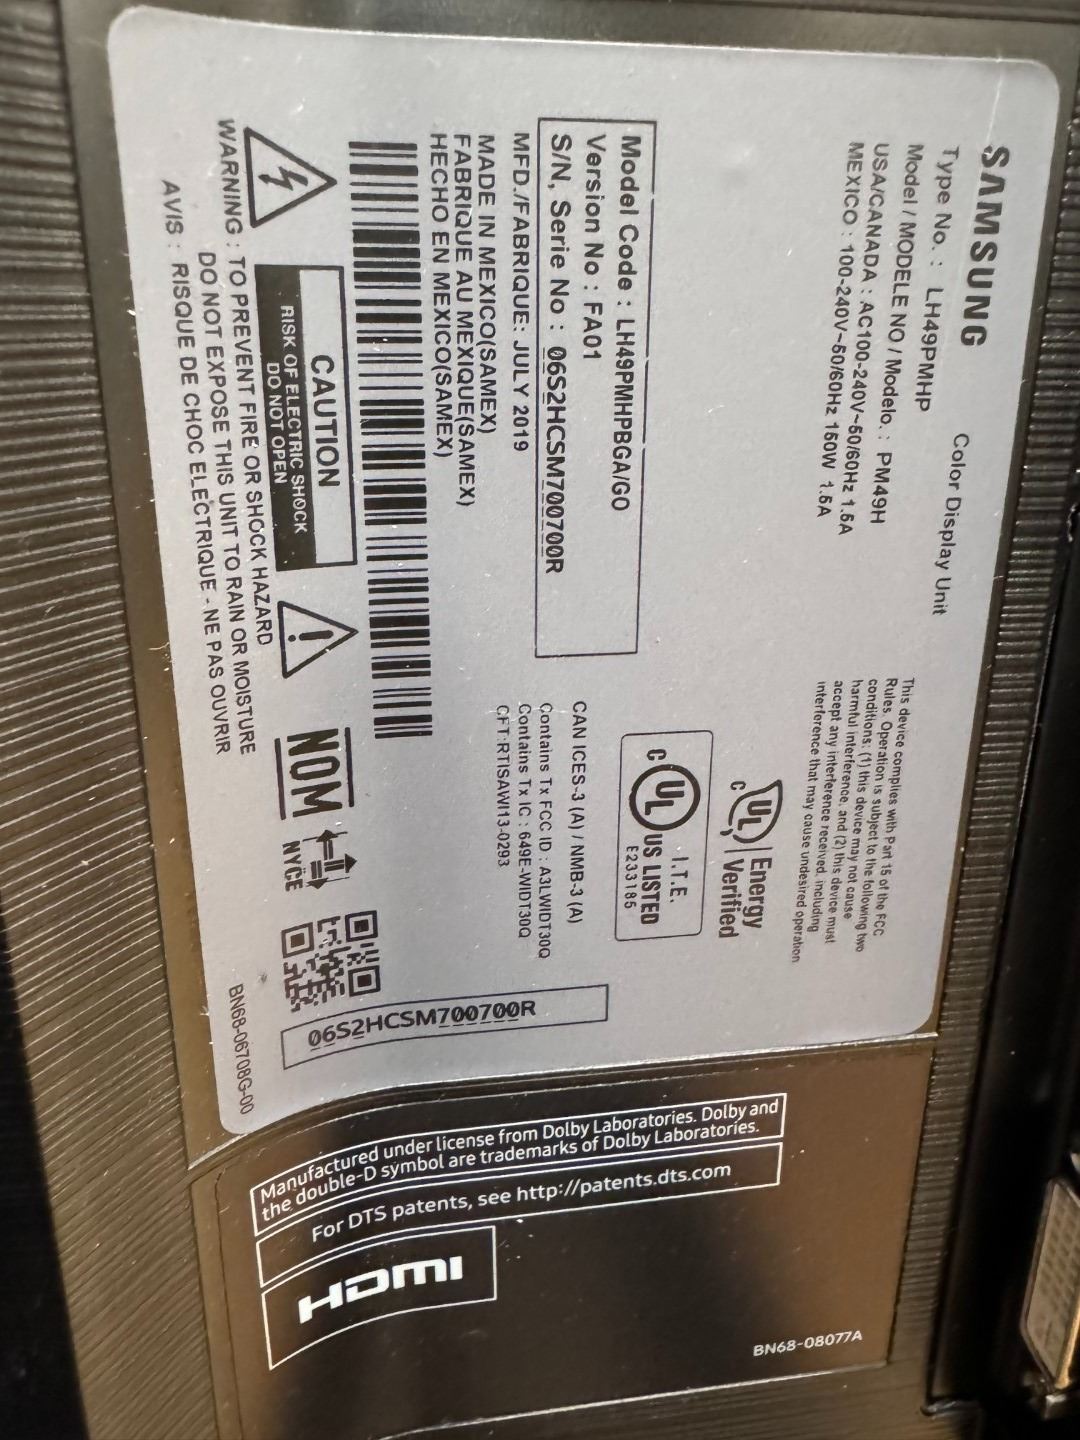 SAMSUNG
Color Display Unit
Type No. : LH49PMHP
Model / MODELE NO / Modelo. : PM49H
USA/CANADA : AC100-240V~50/60Hz 1.5A
MEXICO : 100-240V~50/60Hz 150W 1.5A
This device complies with Part 15 of the FCC
Rules. Operation is subject to the following two
conditions: (1) this device may not cause
harmful interference, and (2) this device must
accept any interference received, including
interference that may cause undesired operation
Model Code : LH49PMHPBGA/GO
Version No : FA01
S/N, Serie No : 06S2HCSM700700R
MFD./FABRIQUE: JULY 2019
MADE IN MEXICO(SAMEX)
FABRIQUE AU MEXIQUE(SAMEX)
HECHO EN MEXICO(SAMEX)
UL
C
Energy
Verified
C
UL
US LISTED
I.T.E.
E233185
CAN ICES-3 (A) / NMB-3 (A)
Contains Tx FCC ID : A3LWIDT30Q
Contains Tx IC : 649E-WIDT30Q
CFT:RTISAWI13-0293
CAUTION
RISK OF ELECTRIC SHOCK
DO NOT OPEN
WARNING : TO PREVENT FIRE OR SHOCK HAZARD
DO NOT EXPOSE THIS UNIT TO RAIN OR MOISTURE
AVIS : RISQUE DE CHOC ELECTRIQUE - NE PAS OUVRIR
NOM
NYCE
06S2HCSM700700R
BN68-06708G-00
Manufactured under license from Dolby Laboratories. Dolby and
the double-D symbol are trademarks of Dolby Laboratories.
For DTS patents, see http://patents.dts.com
HDMI
BN68-08077A